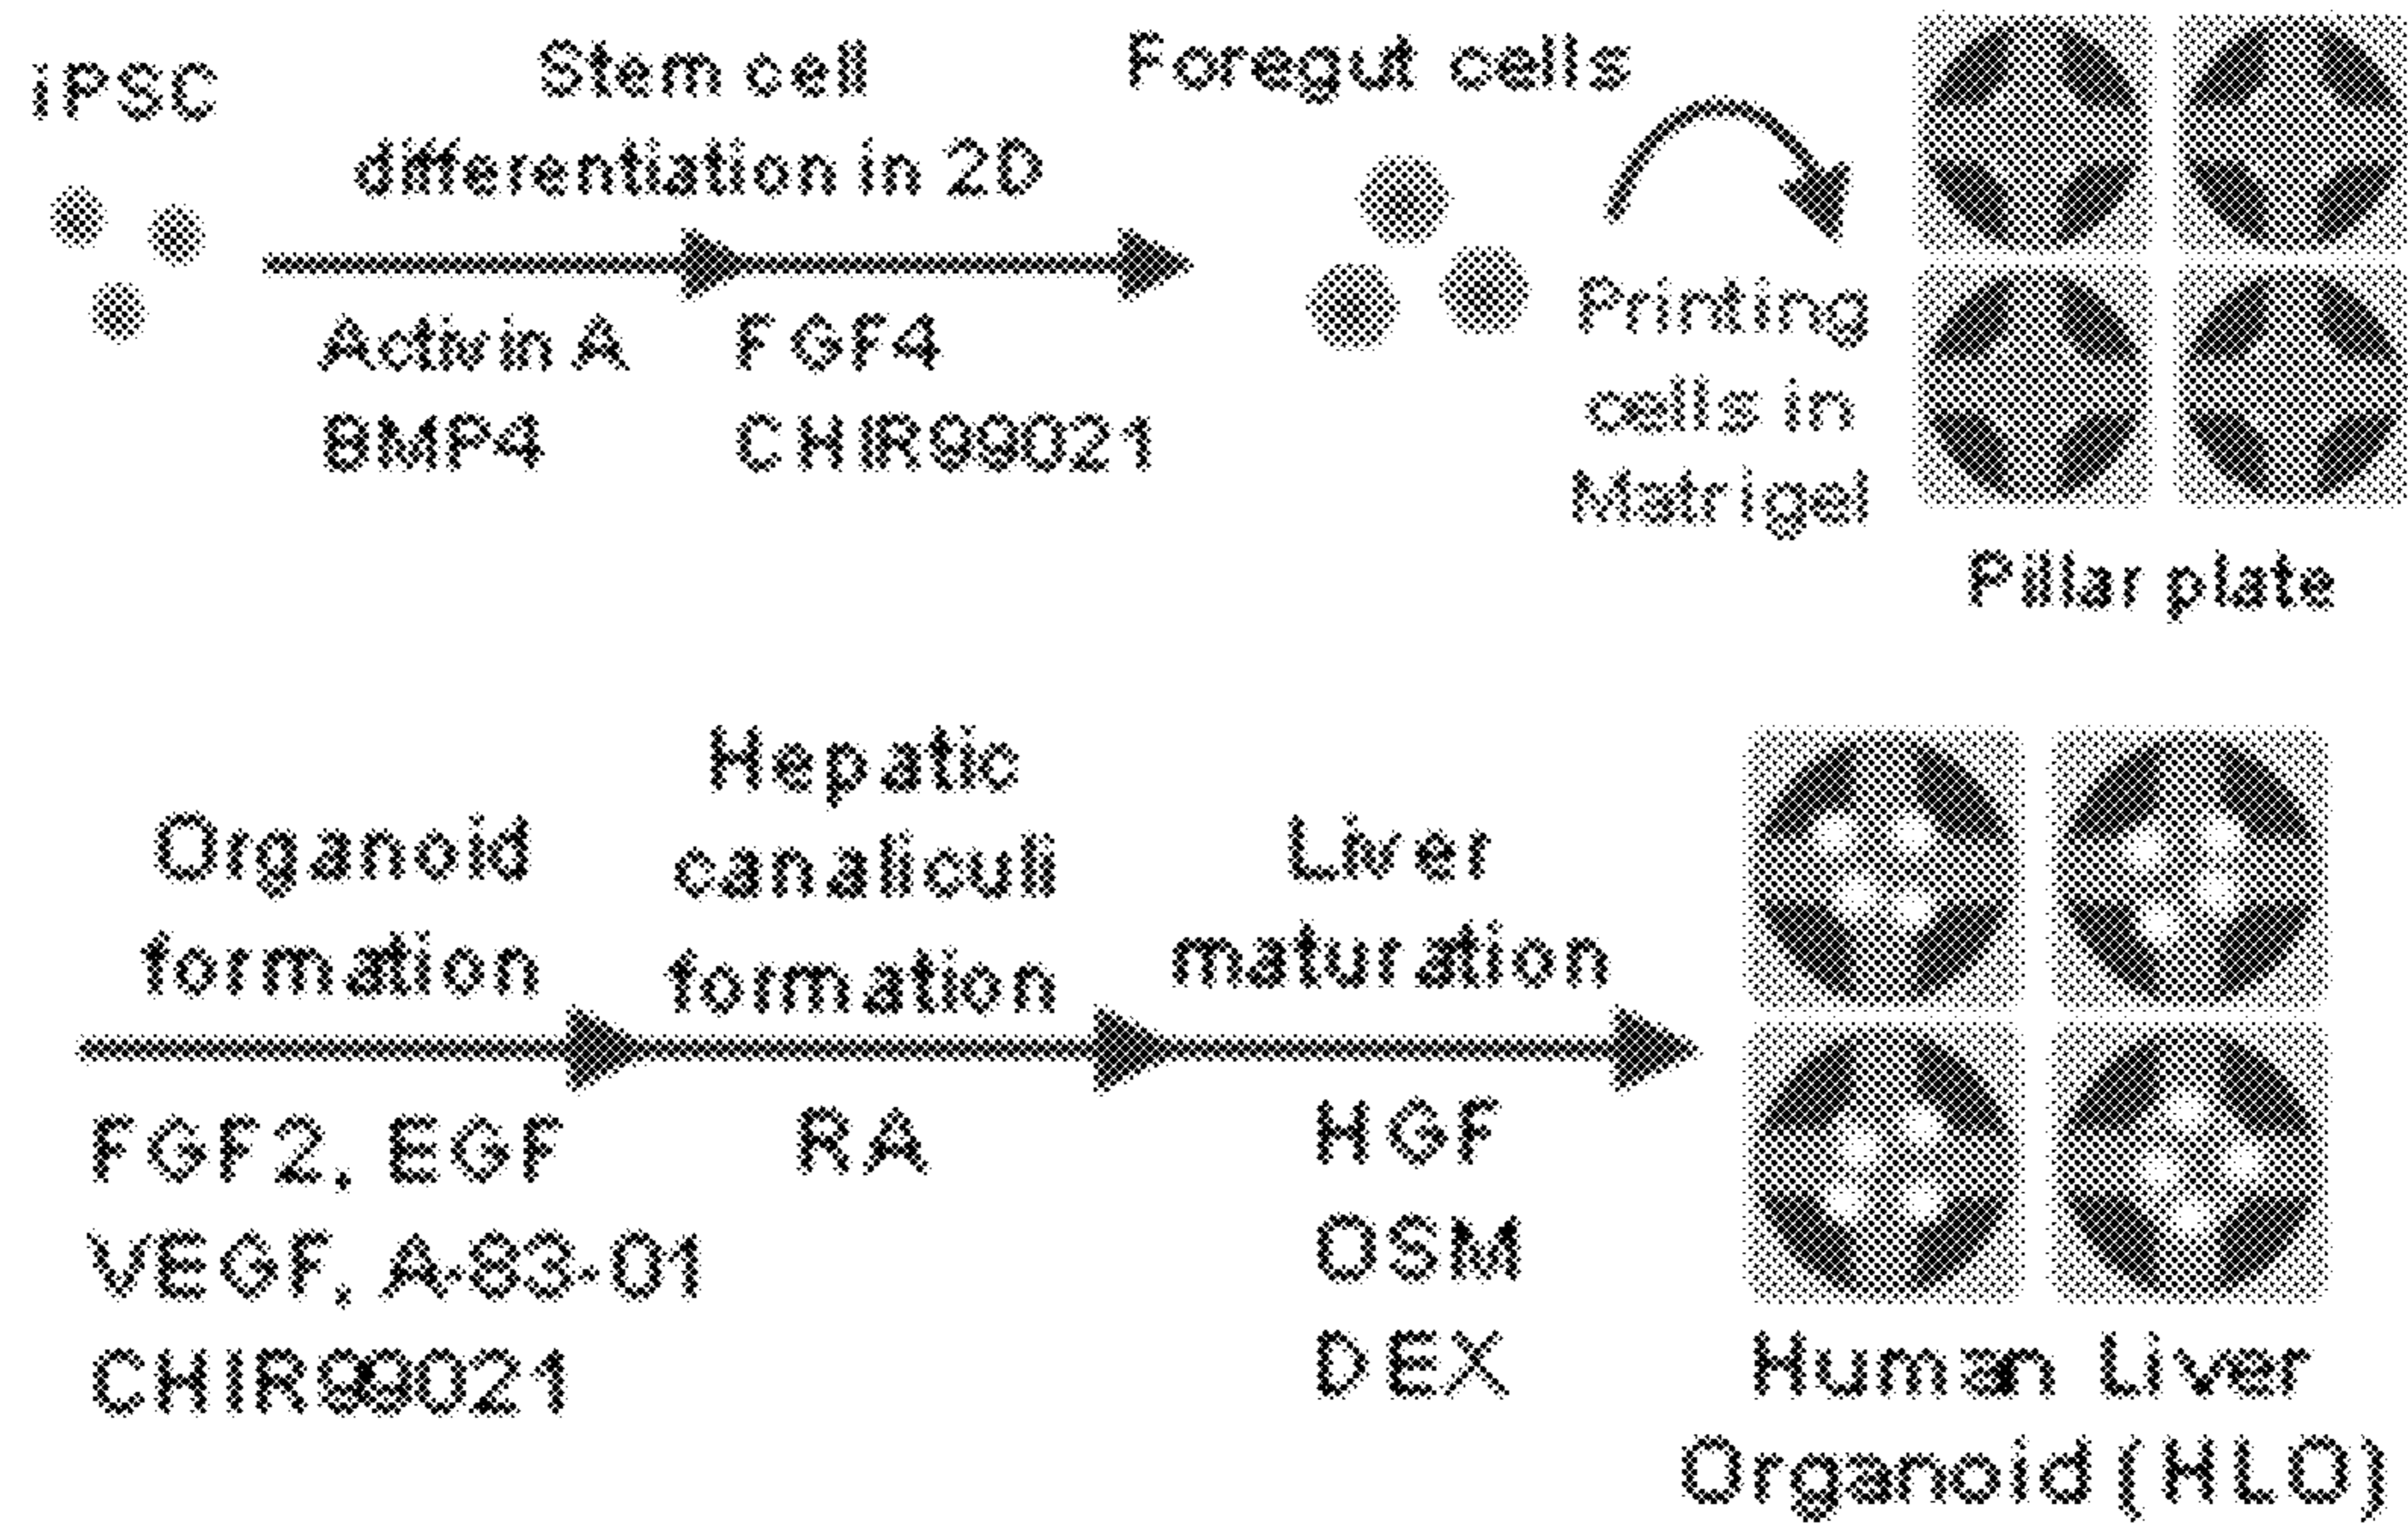 iPSC
Stem cell
differentiation in 2D
Activin A
BMP4
FGF4
CHIR99021
Foregut cells
Printing
cells in
Matrigel
Pillar plate
Organoid
formation
FGF2, EGF
VEGF, A-83-01
CHIR99021
Hepatic
canaliculi
formation
RA
Liver
maturation
HGF
OSM
DEX
Human Liver
Organoid (HLO)